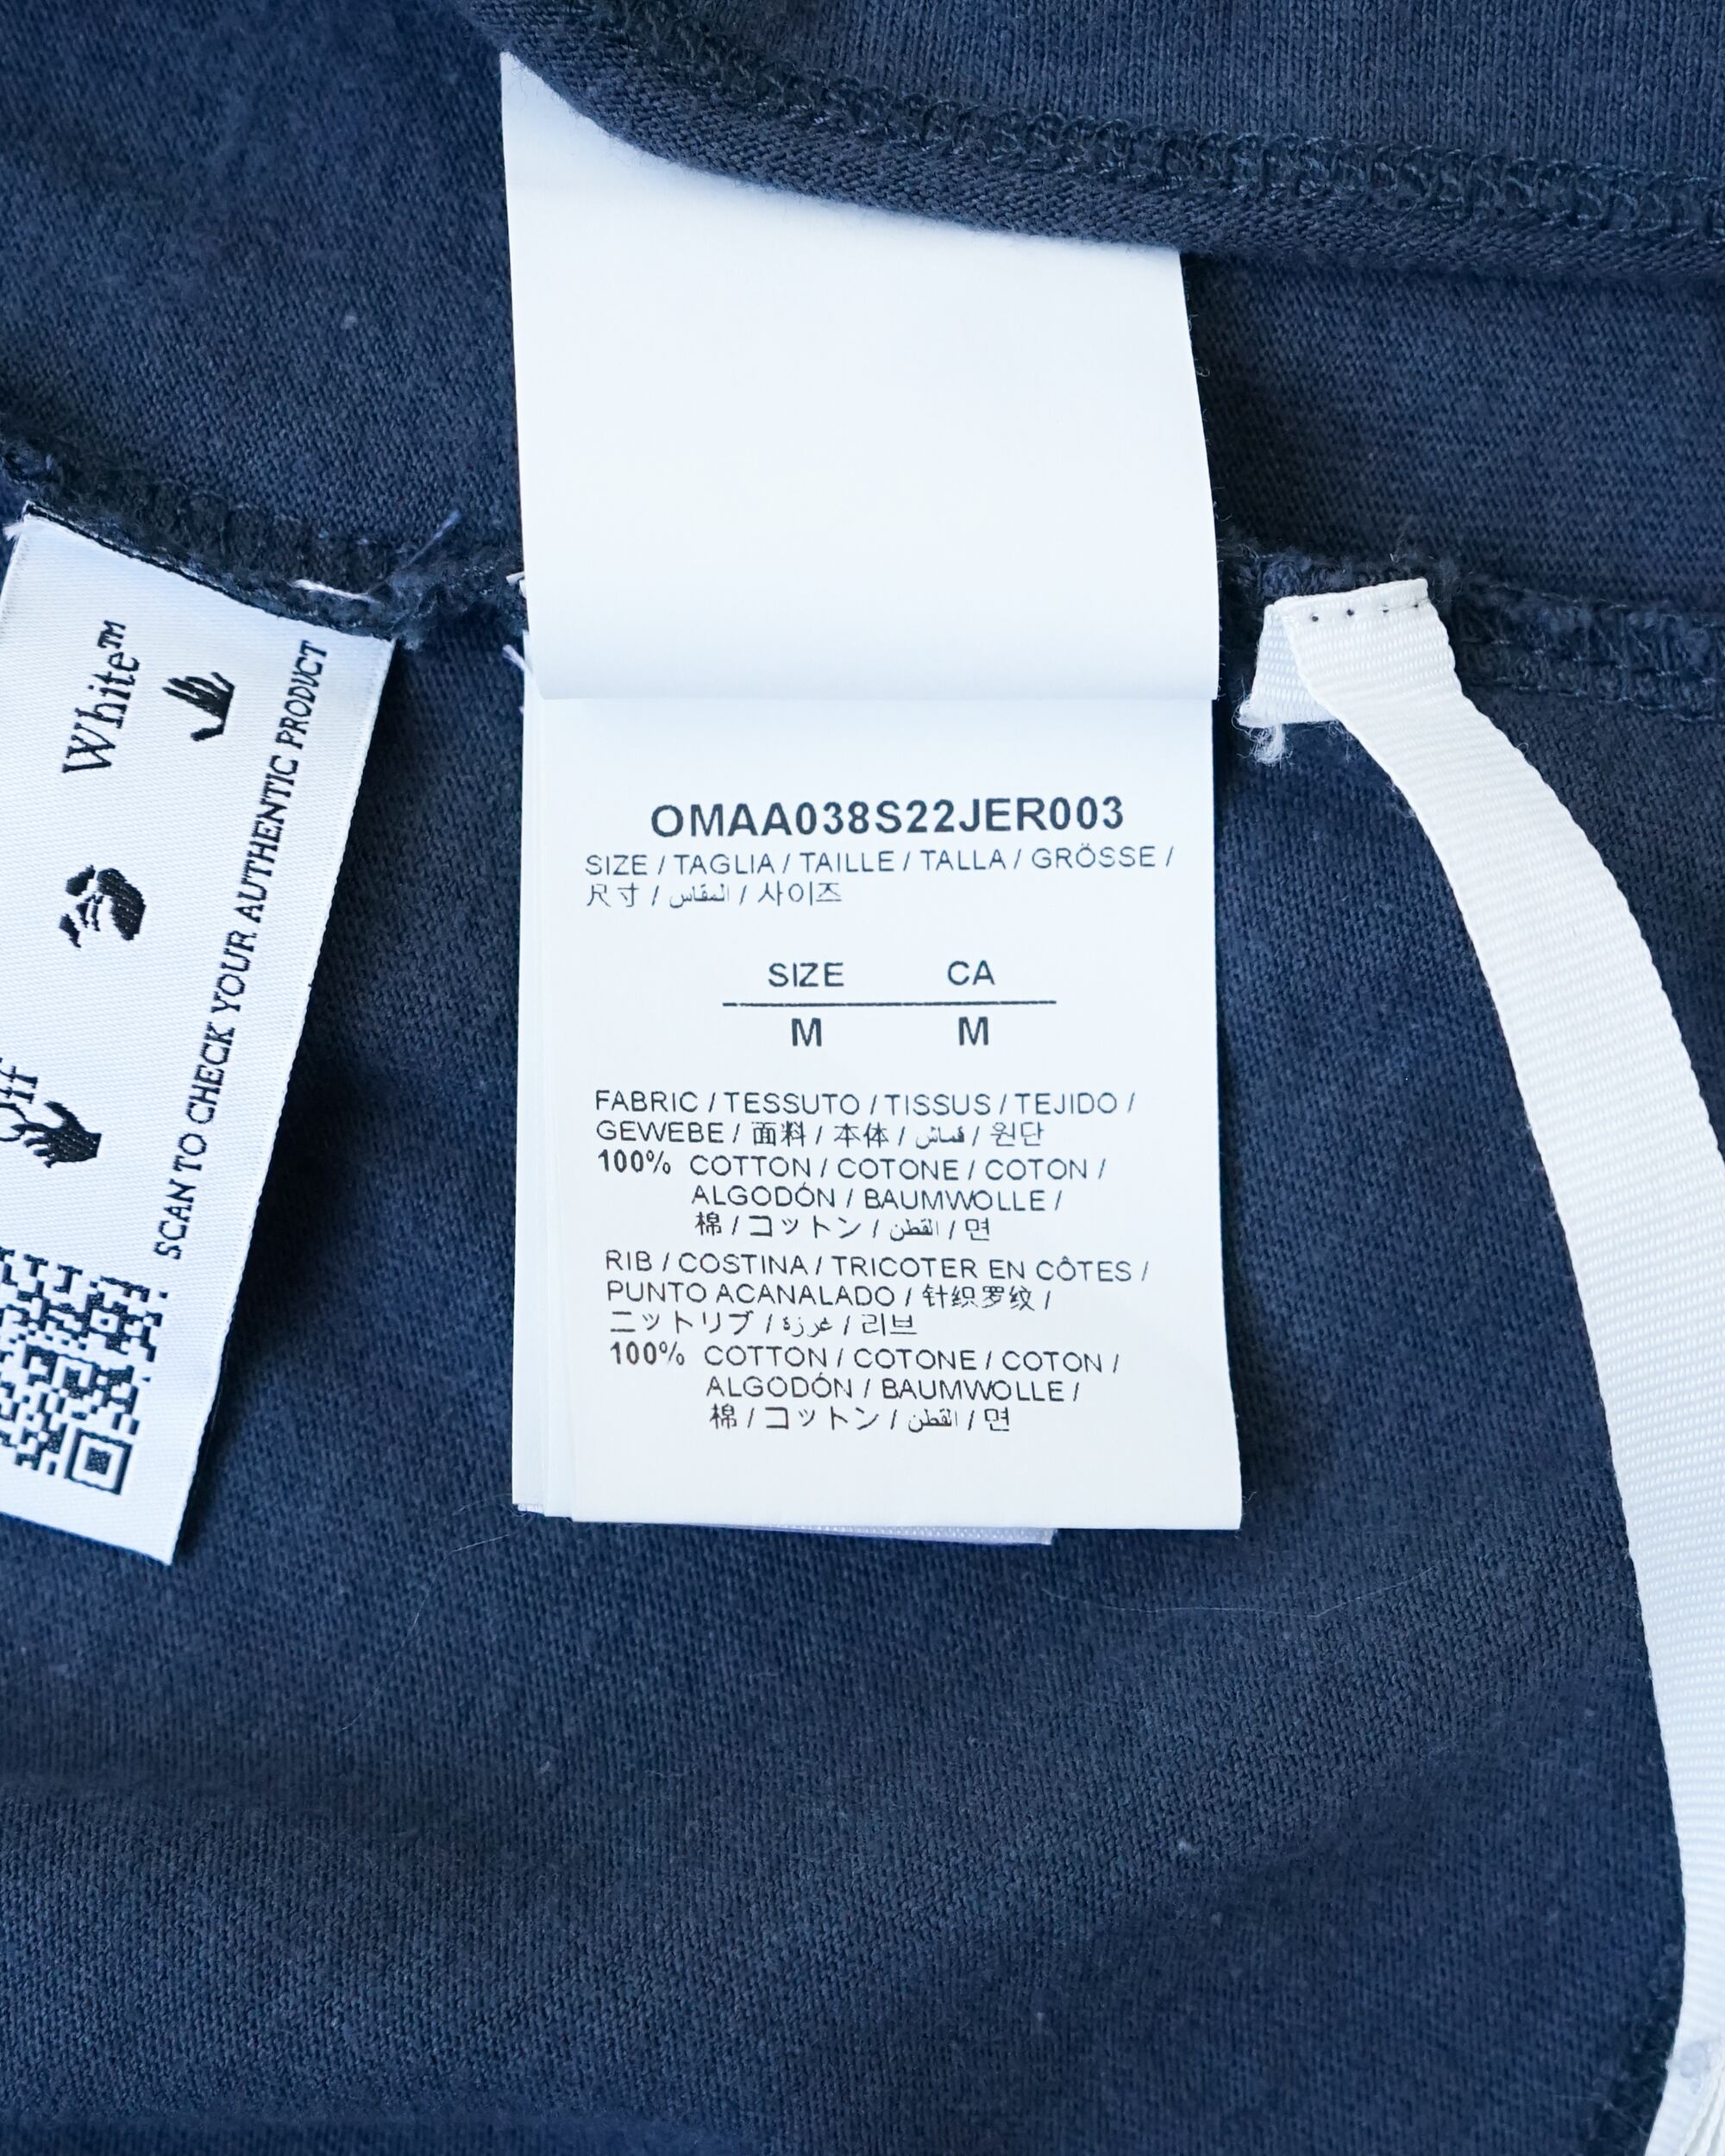 White™
SCAN TO CHECK YOUR AUTHENTIC PRODUCT
OMAA038S22JER003
SIZE / TAGLIA / TAILLE / TALLA / GRÖSSE /
尺寸 / المقاس / 사이즈
SIZE CA
M M
FABRIC / TESSUTO / TISSUS / TEJIDO /
GEWEBE / 面料 / 本体 / قماش / 원단
100% COTTON / COTONE / COTON /
ALGODÓN / BAUMWOLLE /
棉 / コットン / القطن / 면
RIB / COSTINA / TRICOTER EN CÔTES /
PUNTO ACANALADO / 针织罗纹 /
ニットリブ / غرزة / 리브
100% COTTON / COTONE / COTON /
ALGODÓN / BAUMWOLLE /
棉 / コットン / القطن / 면